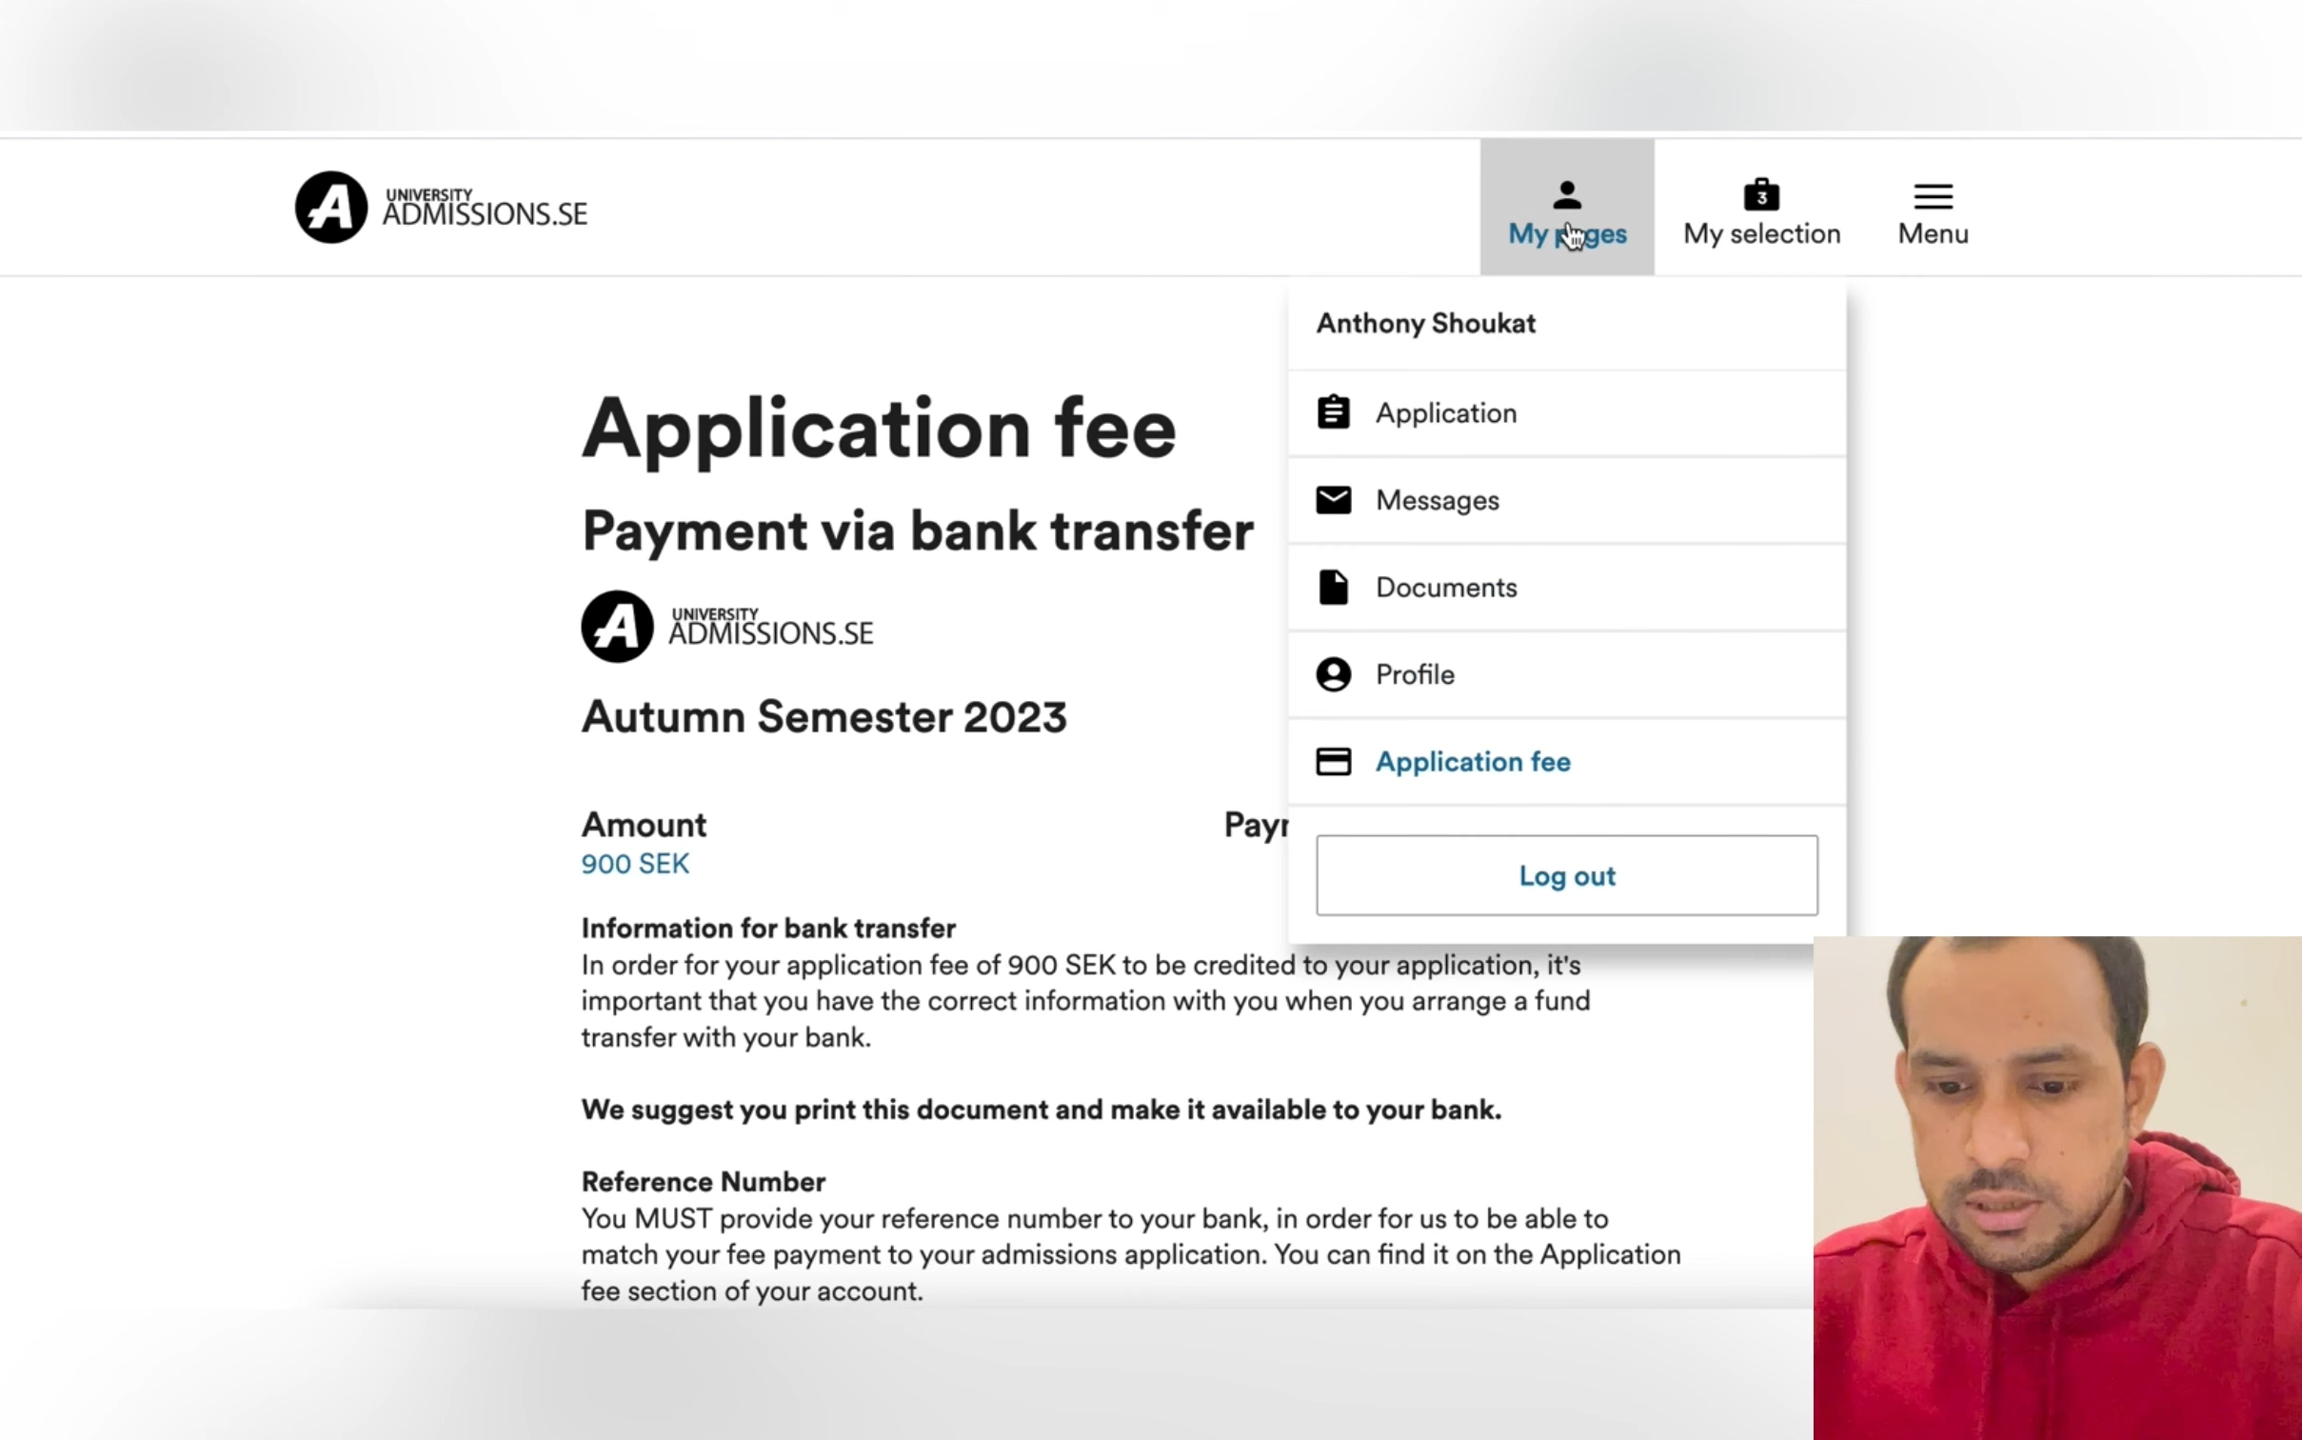 UNIVERSITY
ADMISSIONS.SE
My pages
3
My selection
Menu
Anthony Shoukat
Application
Messages
Documents
Profile
Application fee
Log out
Application fee
Payment via bank transfer
UNIVERSITY
ADMISSIONS.SE
Autumn Semester 2023
Amount
900 SEK
Information for bank transfer
In order for your application fee of 900 SEK to be credited to your application, it's
important that you have the correct information with you when you arrange a fund
transfer with your bank.
We suggest you print this document and make it available to your bank.
Reference Number
You MUST provide your reference number to your bank, in order for us to be able to
match your fee payment to your admissions application. You can find it on the Application
fee section of your account.